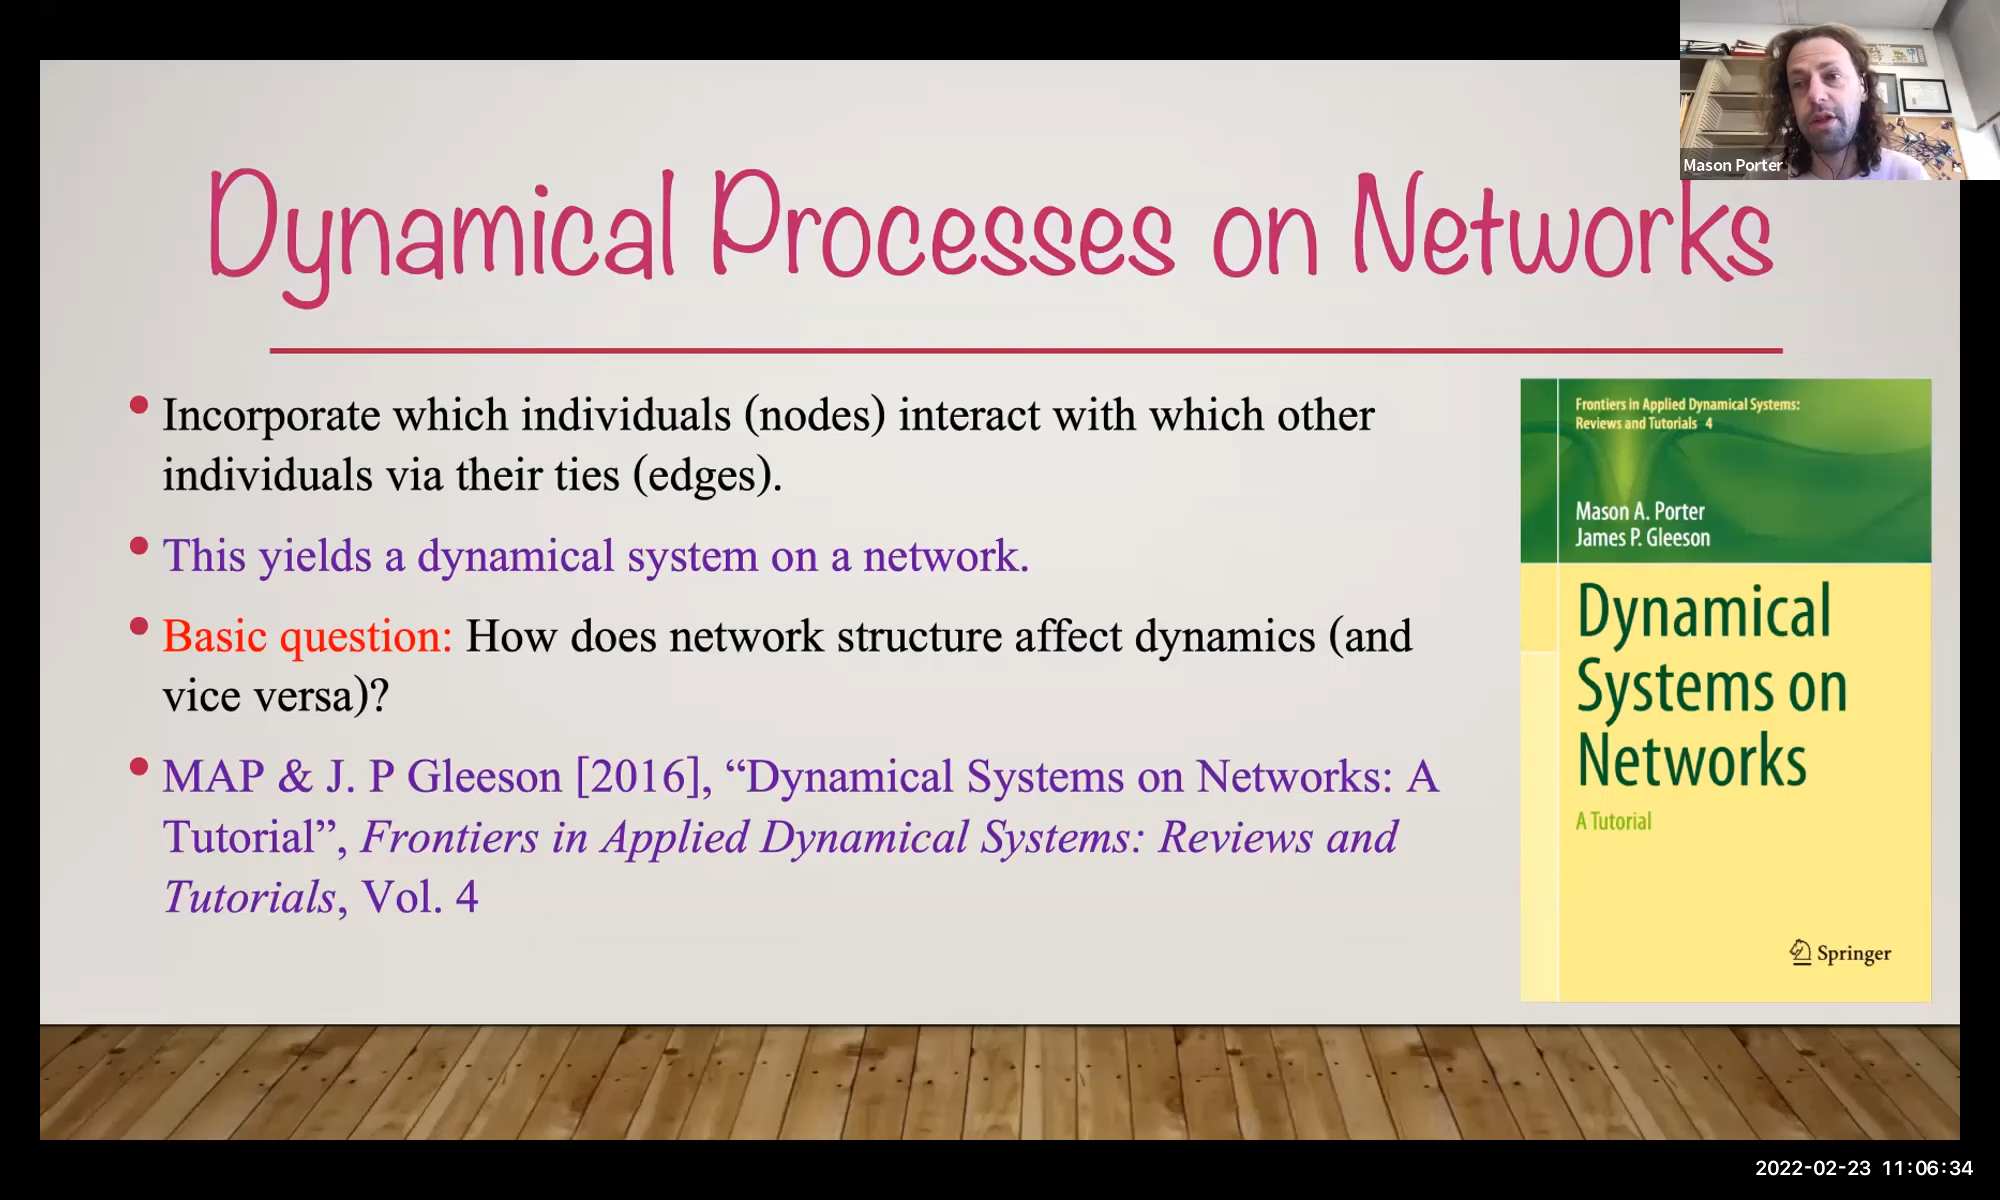 Mason Porter
Dynamical Processes on Networks
• Incorporate which individuals (nodes) interact with which other
individuals via their ties (edges).
• This yields a dynamical system on a network.
• Basic question: How does network structure affect dynamics (and
vice versa)?
• MAP & J. P Gleeson [2016], “Dynamical Systems on Networks: A
Tutorial”, Frontiers in Applied Dynamical Systems: Reviews and
Tutorials, Vol. 4
Frontiers in Applied Dynamical Systems:
Reviews and Tutorials 4
Mason A. Porter
James P. Gleeson
Dynamical
Systems on
Networks
A Tutorial
Springer
2022-02-23 11:06:34